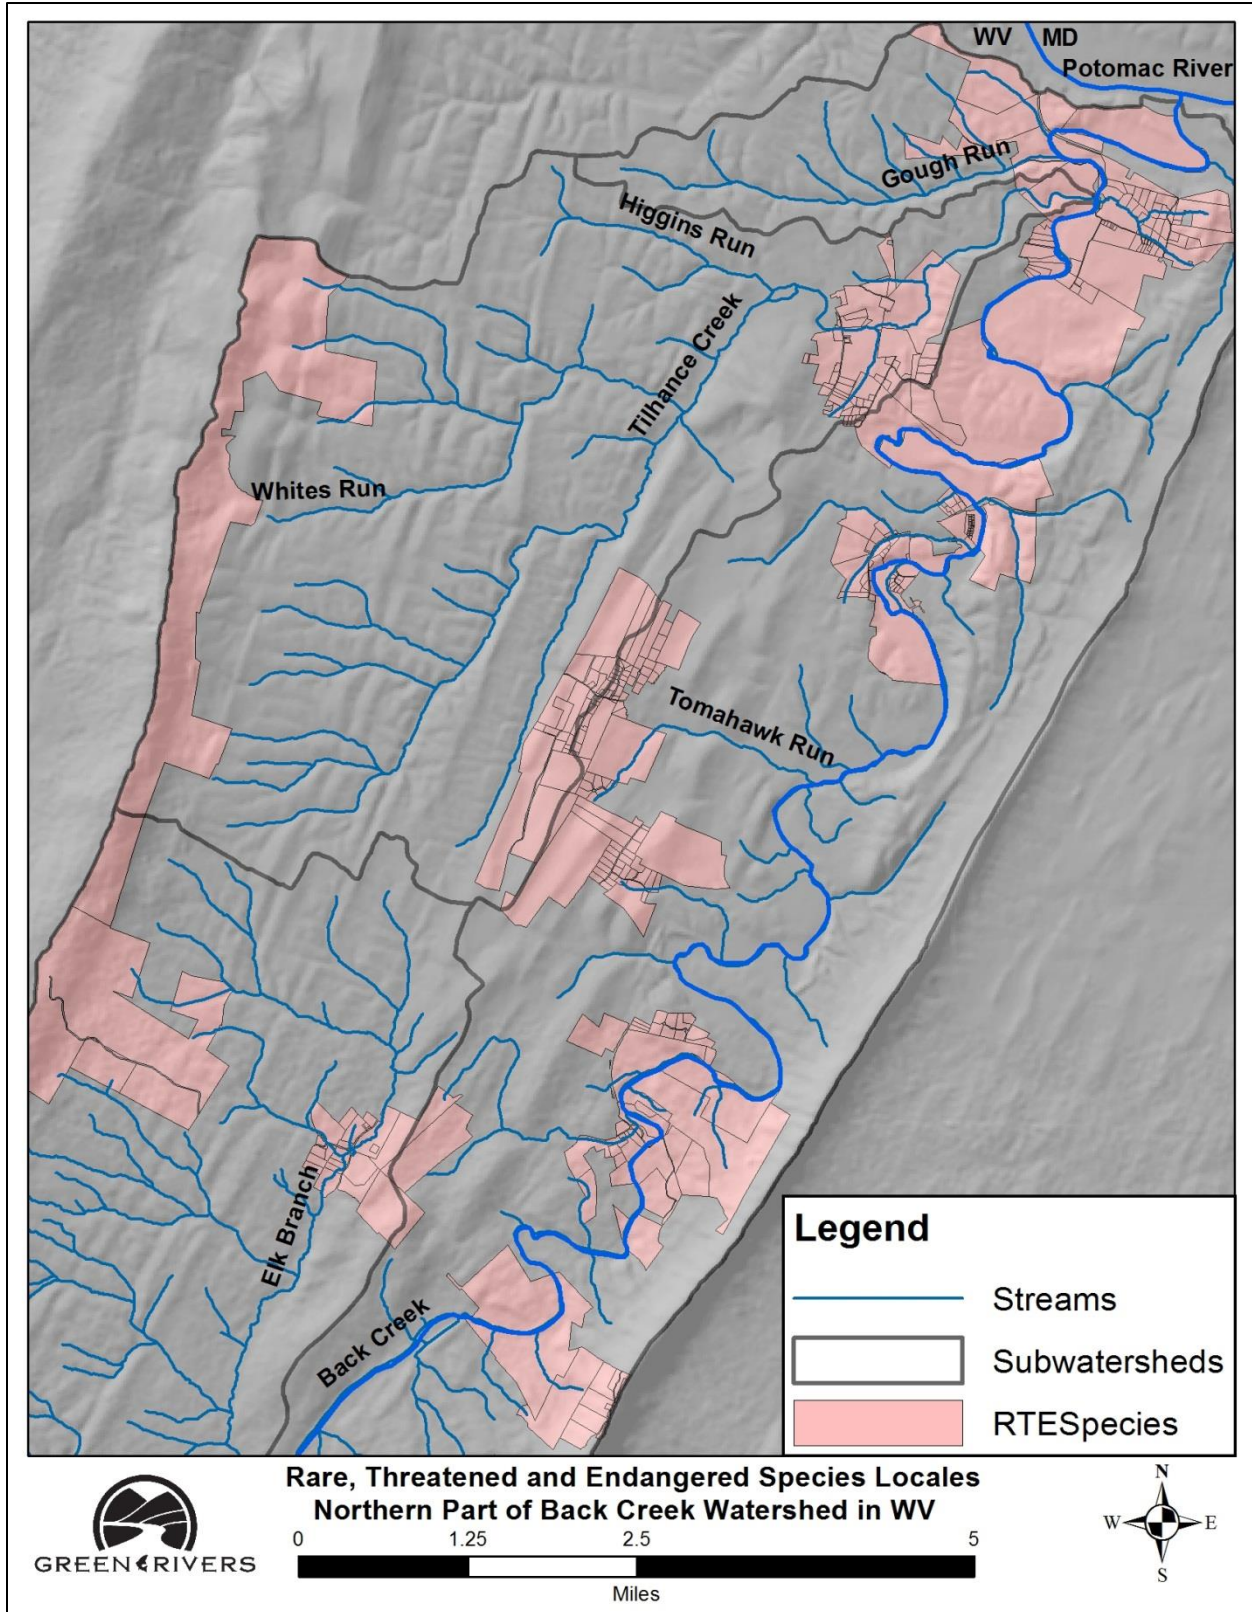 WV MD
Potomac River
Gough Run
Higgins Run
Tilhance Creek
Whites Run
Tomahawk Run
Elk Branch
Back Creek
Legend
Streams
Subwatersheds
RTESpecies
Rare, Threatened and Endangered Species Locales
Northern Part of Back Creek Watershed in WV
0 1.25 2.5 5
Miles
GREEN RIVERS
N
W E
S